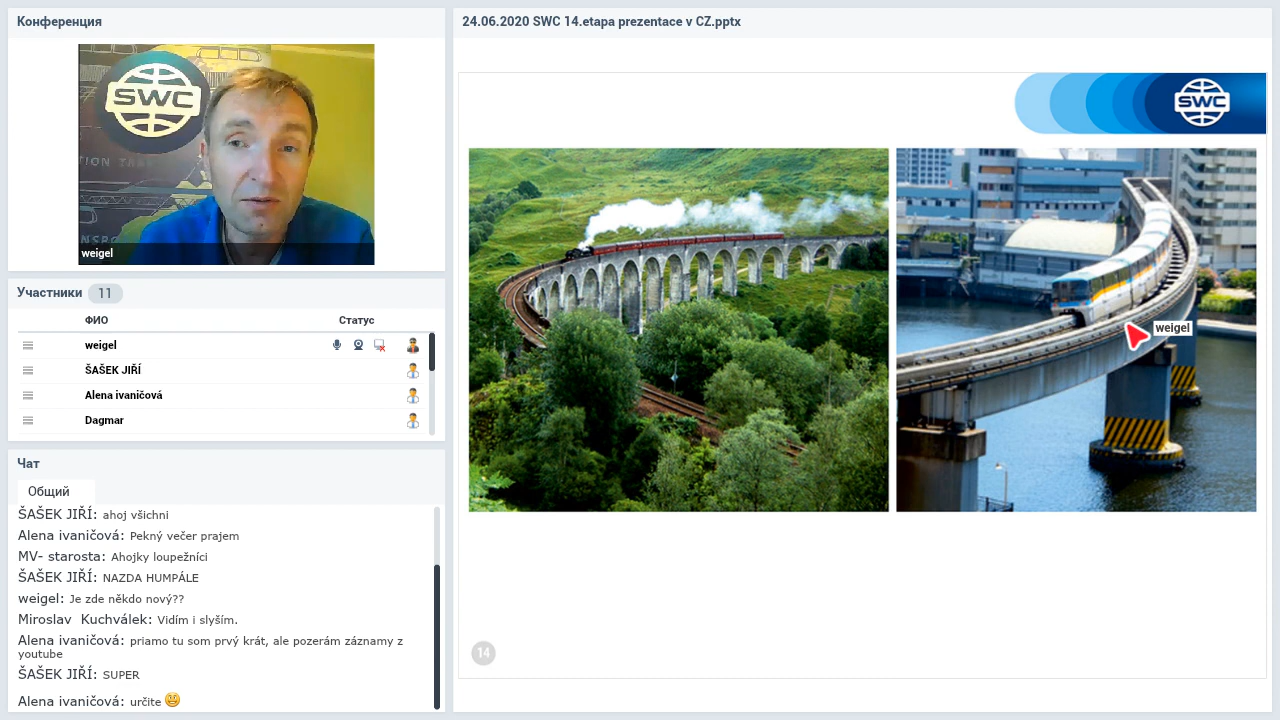 Конференция
SWC
weigel
Участники 11
ФИО Статус
weigel
ŠAŠEK JIŘÍ
Alena ivaničová
Dagmar
Чат
Общий
ŠAŠEK JIŘÍ: ahoj všichni
Alena ivaničová: Pekný večer prajem
MV- starosta: Ahojky loupežníci
ŠAŠEK JIŘÍ: NAZDA HUMPÁLE
weigel: Je zde někdo nový??
Miroslav Kuchválek: Vidím i slyším.
Alena ivaničová: priamo tu som prvý krát, ale pozerám záznamy z
youtube
ŠAŠEK JIŘÍ: SUPER
Alena ivaničová: určite
24.06.2020 SWC 14.etapa prezentace v CZ.pptx
SWC
weigel
14